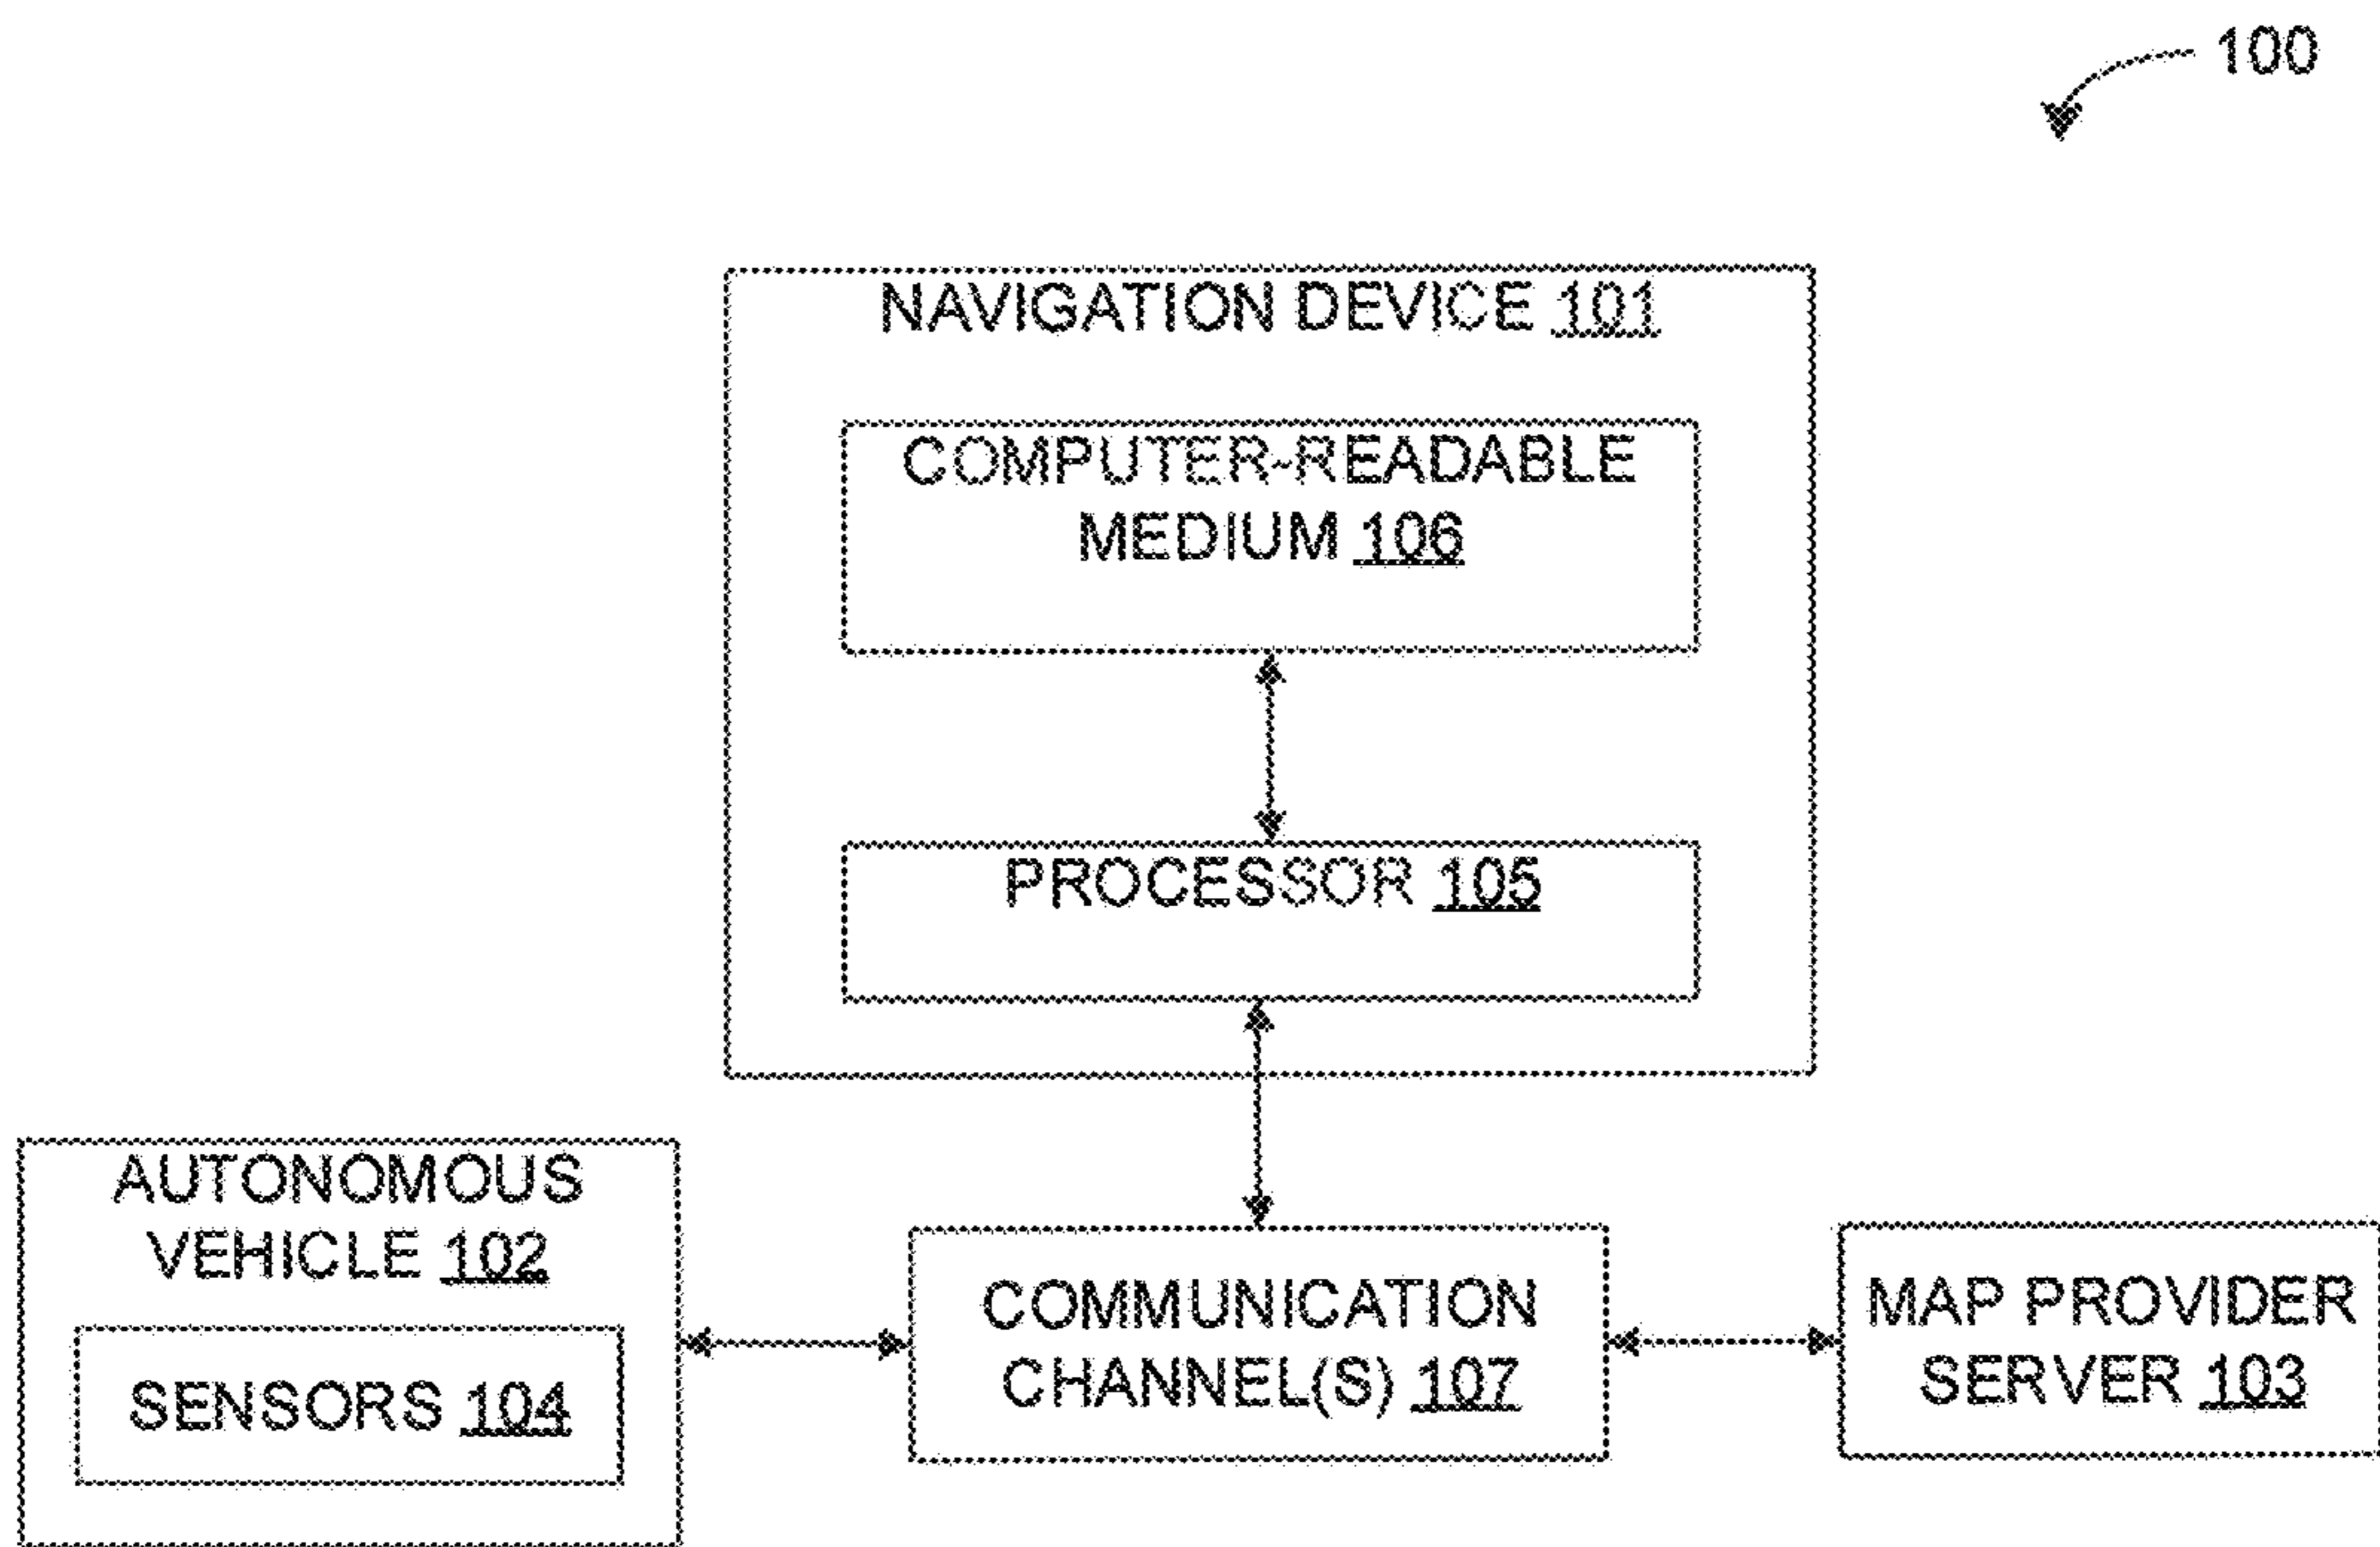 100
NAVIGATION DEVICE 101
COMPUTER-READABLE
MEDIUM 106
PROCESSOR 105
AUTONOMOUS
VEHICLE 102
SENSORS 104
COMMUNICATION
CHANNEL(S) 107
MAP PROVIDER
SERVER 103